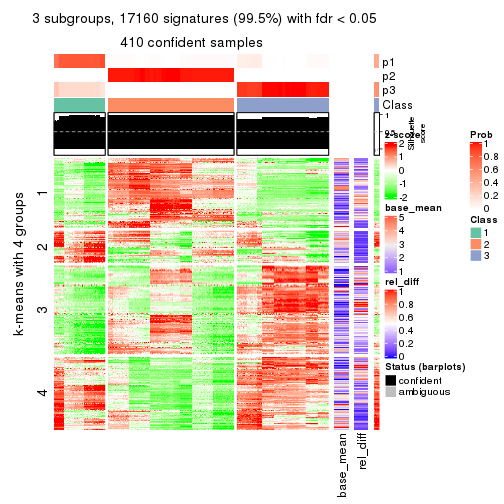 3 subgroups, 17160 signatures (99.5%) with fdr < 0.05
410 confident samples
p1
p2
p3
Class
1
0.5
0
Silhouette
score
k-means with 4 groups
1
2
3
4
base_mean
rel_diff
z-score
2
1
0
-1
-2
base_mean
5
4
3
2
1
rel_diff
1
0.8
0.6
0.4
0.2
0
Status (barplots)
confident
ambiguous
Prob
1
0.8
0.6
0.4
0.2
0
Class
1
2
3